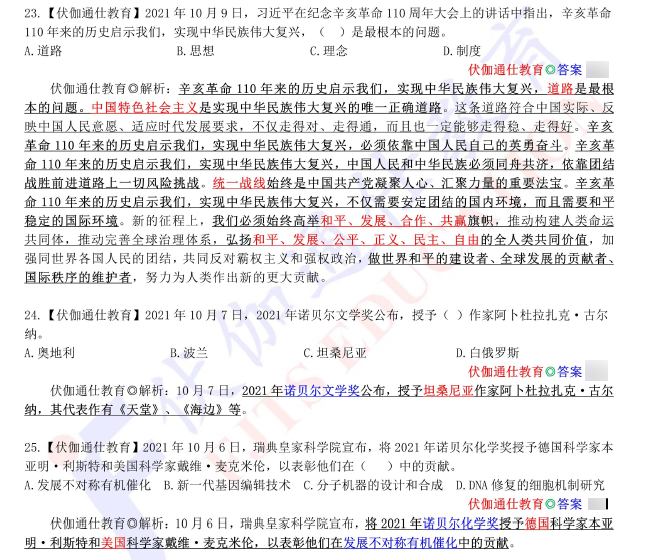 23.【伏伽通仕教育】2021 年 10 月 9 日，习近平在纪念辛亥革命 110 周年大会上的讲话中指出，辛亥革命
110 年来的历史启示我们，实现中华民族伟大复兴，（ ）是最根本的问题。
A.道路 B.思想 C.理念 D.制度
伏伽通仕教育◎答案
伏伽通仕教育◎解析：辛亥革命 110 年来的历史启示我们，实现中华民族伟大复兴，道路是最根
本的问题。中国特色社会主义是实现中华民族伟大复兴的唯一正确道路。这条道路符合中国实际、反
映中国人民意愿、适应时代发展要求，不仅走得对、走得通，而且也一定能够走得稳、走得好。辛亥
革命 110 年来的历史启示我们，实现中华民族伟大复兴，必须依靠中国人民自己的英勇奋斗。辛亥革
命 110 年来的历史启示我们，实现中华民族伟大复兴，中国人民和中华民族必须同舟共济，依靠团结
战胜前进道路上一切风险挑战。统一战线始终是中国共产党凝聚人心、汇聚力量的重要法宝。辛亥革
命 110 年来的历史启示我们，实现中华民族伟大复兴，不仅需要安定团结的国内环境，而且需要和平
稳定的国际环境。新的征程上，我们必须始终高举和平、发展、合作、共赢旗帜，推动构建人类命运
共同体，推动完善全球治理体系，弘扬和平、发展、公平、正义、民主、自由的全人类共同价值，加
强同世界各国人民的团结，共同反对霸权主义和强权政治，做世界和平的建设者、全球发展的贡献者、
国际秩序的维护者，努力为人类作出新的更大贡献。
24.【伏伽通仕教育】2021 年 10 月 7 日，2021 年诺贝尔文学奖公布，授予（ ）作家阿卜杜拉扎克·古尔
纳。
A.奥地利 B.波兰 C.坦桑尼亚 D.白俄罗斯
伏伽通仕教育◎答案
伏伽通仕教育◎解析：10 月 7 日，2021 年诺贝尔文学奖公布，授予坦桑尼亚作家阿卜杜拉扎克·古尔
纳，其代表作有《天堂》、《海边》等。
25.【伏伽通仕教育】2021 年 10 月 6 日，瑞典皇家科学院宣布，将 2021 年诺贝尔化学奖授予德国科学家本
亚明·利斯特和美国科学家戴维·麦克米伦，以表彰他们在（ ）中的贡献。
A.发展不对称有机催化 B.新一代基因编辑技术 C.分子机器的设计和合成 D.DNA 修复的细胞机制研究
伏伽通仕教育◎答案
伏伽通仕教育◎解析：10 月 6 日，瑞典皇家科学院宣布，将 2021 年诺贝尔化学奖授予德国科学家本亚
明·利斯特和美国科学家戴维·麦克米伦，以表彰他们在发展不对称有机催化中的贡献。